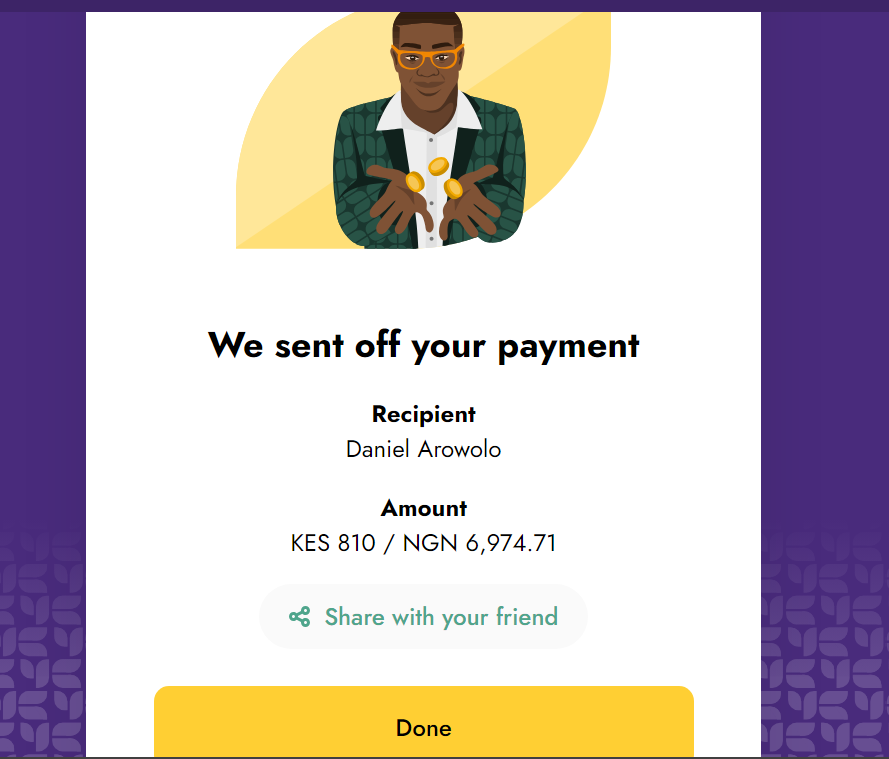 We sent off your payment
Recipient
Daniel Arowolo
Amount
KES 810 / NGN 6,974.71
Share with your friend
Done